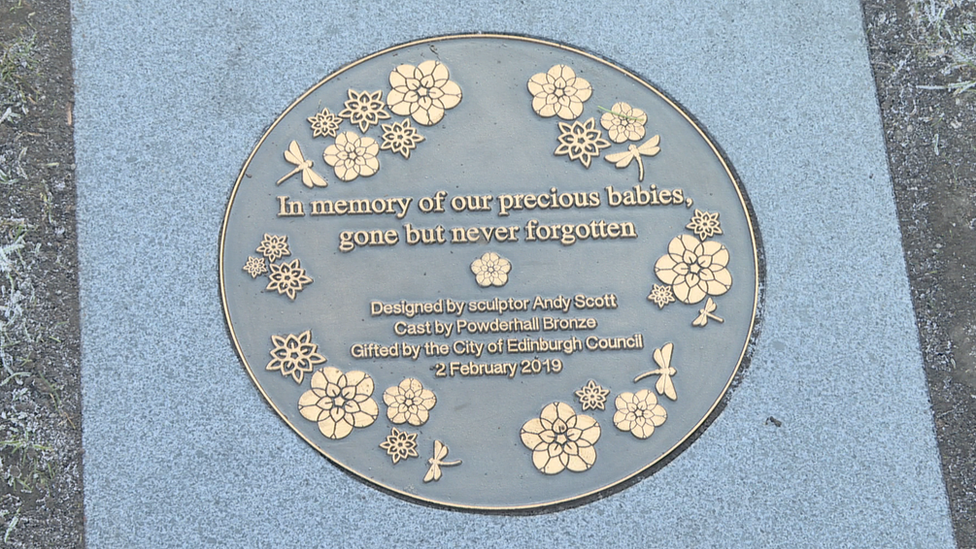 In memory of our precious babies,
gone but never forgotten
Designed by sculptor Andy Scott
Cast by Powderhall Bronze
Gifted by the City of Edinburgh Council
2 February 2019